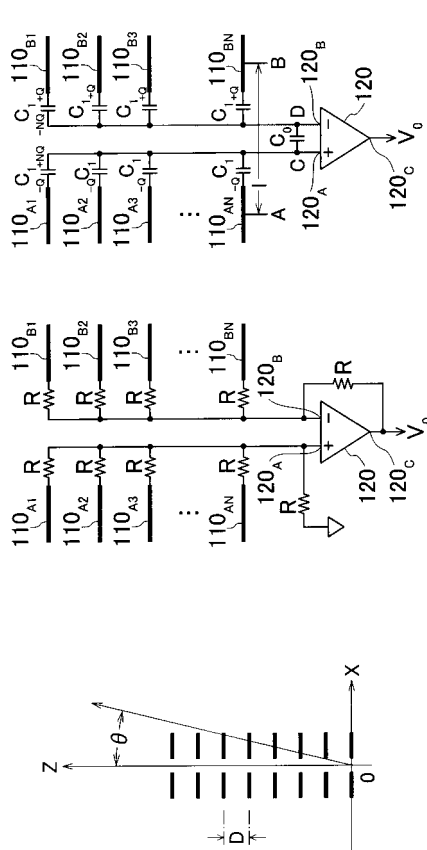 Z
θ
D
X
0
110A1 R R 110B1
110A2 R R 110B2
110A3 R R 110B3
⋮ ⋮
110AN R R 110BN
120A 120B
R + − R
120 120C
V0
110A1 −Q C1 +NQ −NQ C1 +Q 110B1
110A2 −Q C1 C1 +Q 110B2
110A3 −Q C1 C1 +Q 110B3
⋮ ⋮
110AN −Q C1 C1 +Q 110BN
A l B
C C0 D
120A + − 120B
120
120C
V0